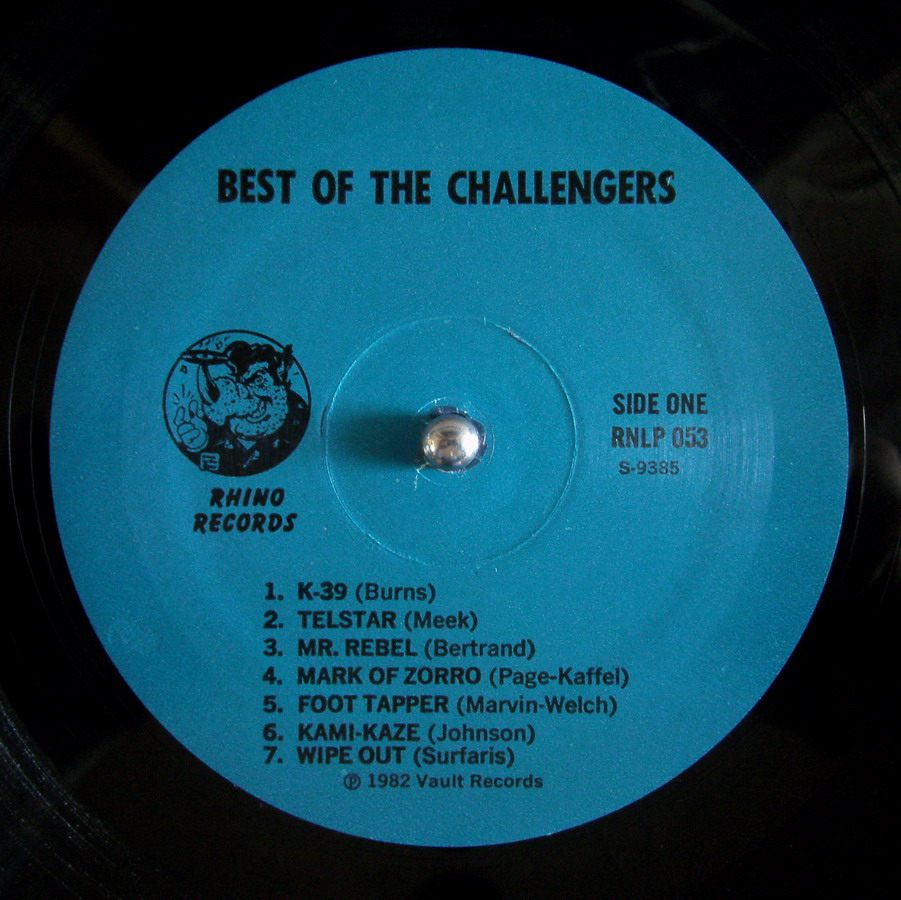 BEST OF THE CHALLENGERS
SIDE ONE
RNLP 053
S-9385
RHINO
RECORDS
1. K-39 (Burns)
2. TELSTAR (Meek)
3. MR. REBEL (Bertrand)
4. MARK OF ZORRO (Page-Kaffel)
5. FOOT TAPPER (Marvin-Welch)
6. KAMI-KAZE (Johnson)
7. WIPE OUT (Surfaris)
℗ 1982 Vault Records